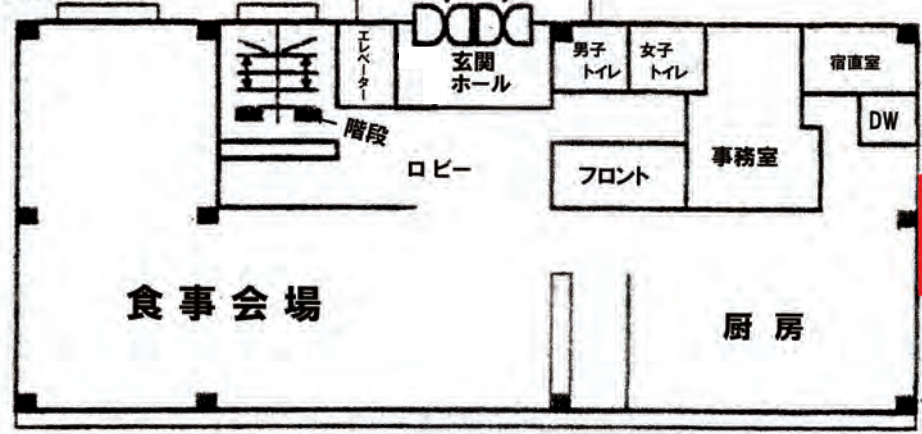 エレベーター
玄関
ホール
男子
トイレ
女子
トイレ
宿直室
DW
階段
ロビー
フロント
事務室
食事会場
厨房